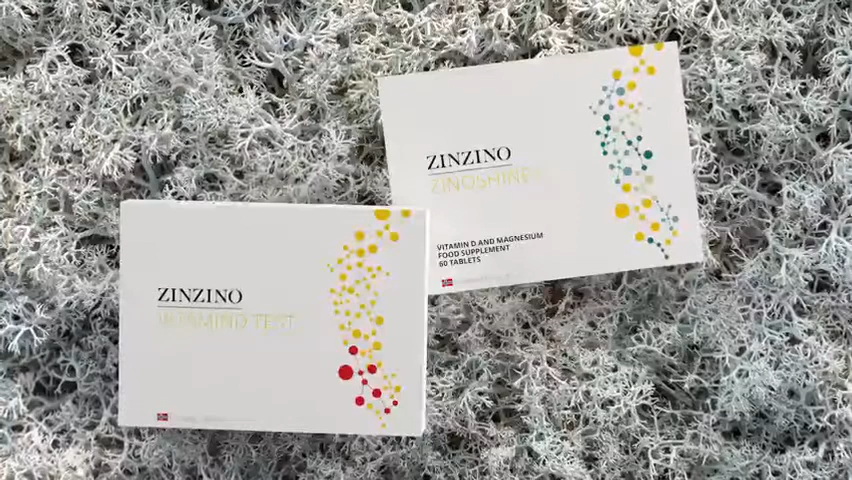 ZINZINO
ZINOSHINE
VITAMIN D AND MAGNESIUM
FOOD SUPPLEMENT
60 TABLETS
ZINZINO
VITAMIND TEST